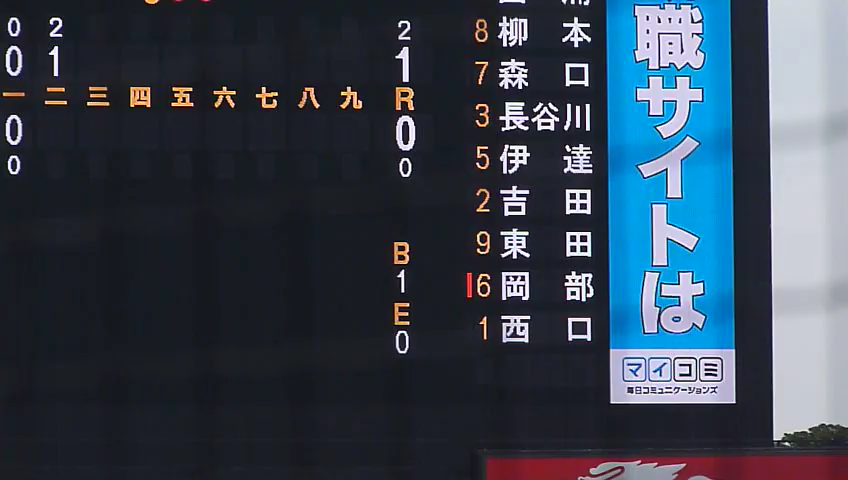 0 2 2
0 1 1
一 二 三 四 五 六 七 八 九 R
0 0
0 0
B
1
E
0
8 柳本
7 森口
3 長谷川
5 伊達
2 吉田
9 東田
6 岡部
1 西口
職サイトは
マイコミ
毎日コミュニケーションズ